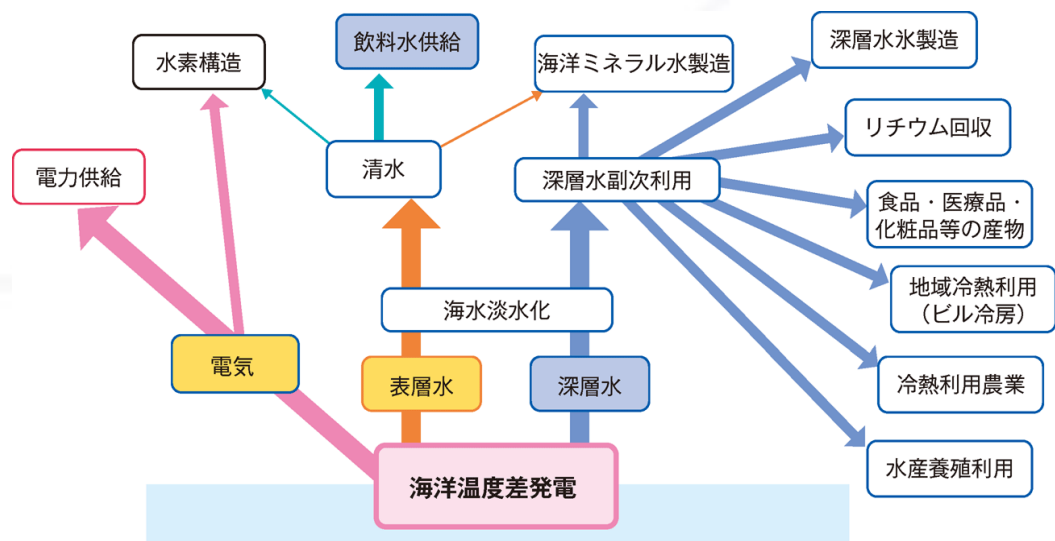 水素構造
飲料水供給
海洋ミネラル水製造
深層水氷製造
リチウム回収
電力供給
清水
深層水副次利用
食品・医療品・
化粧品等の産物
地域冷熱利用
（ビル冷房）
海水淡水化
電気
表層水
深層水
冷熱利用農業
水産養殖利用
海洋温度差発電